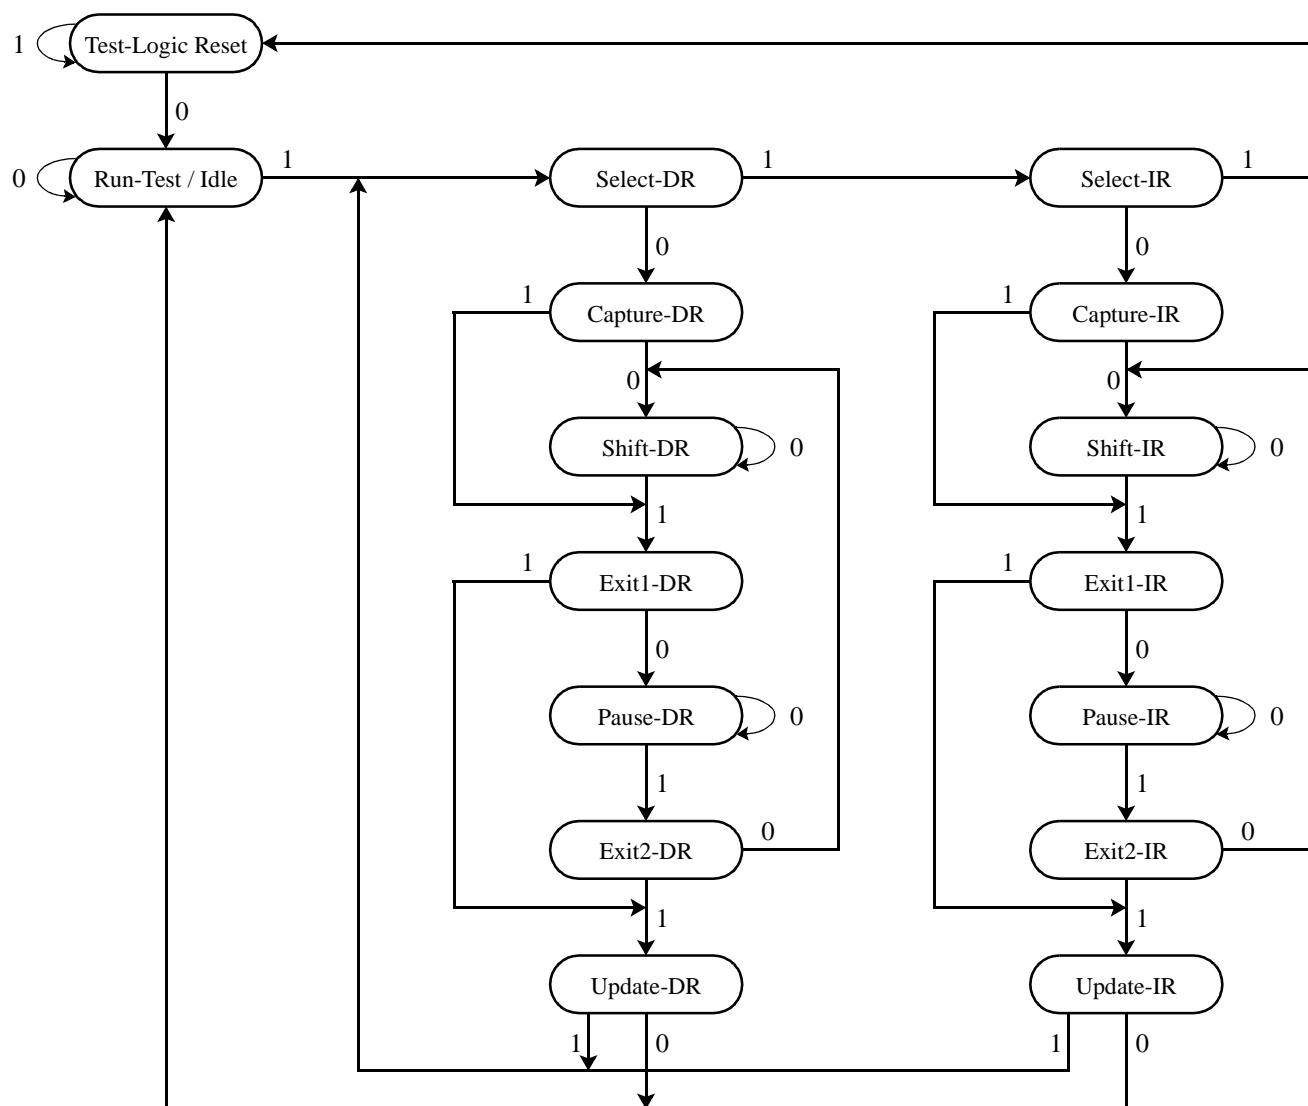 1
Test-Logic Reset
0
0
Run-Test / Idle
1
Select-DR
1
Select-IR
1
0
0
1
Capture-DR
1
Capture-IR
0
0
Shift-DR
0
Shift-IR
0
1
1
1
Exit1-DR
1
Exit1-IR
0
0
Pause-DR
0
Pause-IR
0
1
1
Exit2-DR
0
Exit2-IR
0
1
1
Update-DR
Update-IR
1
0
1
0